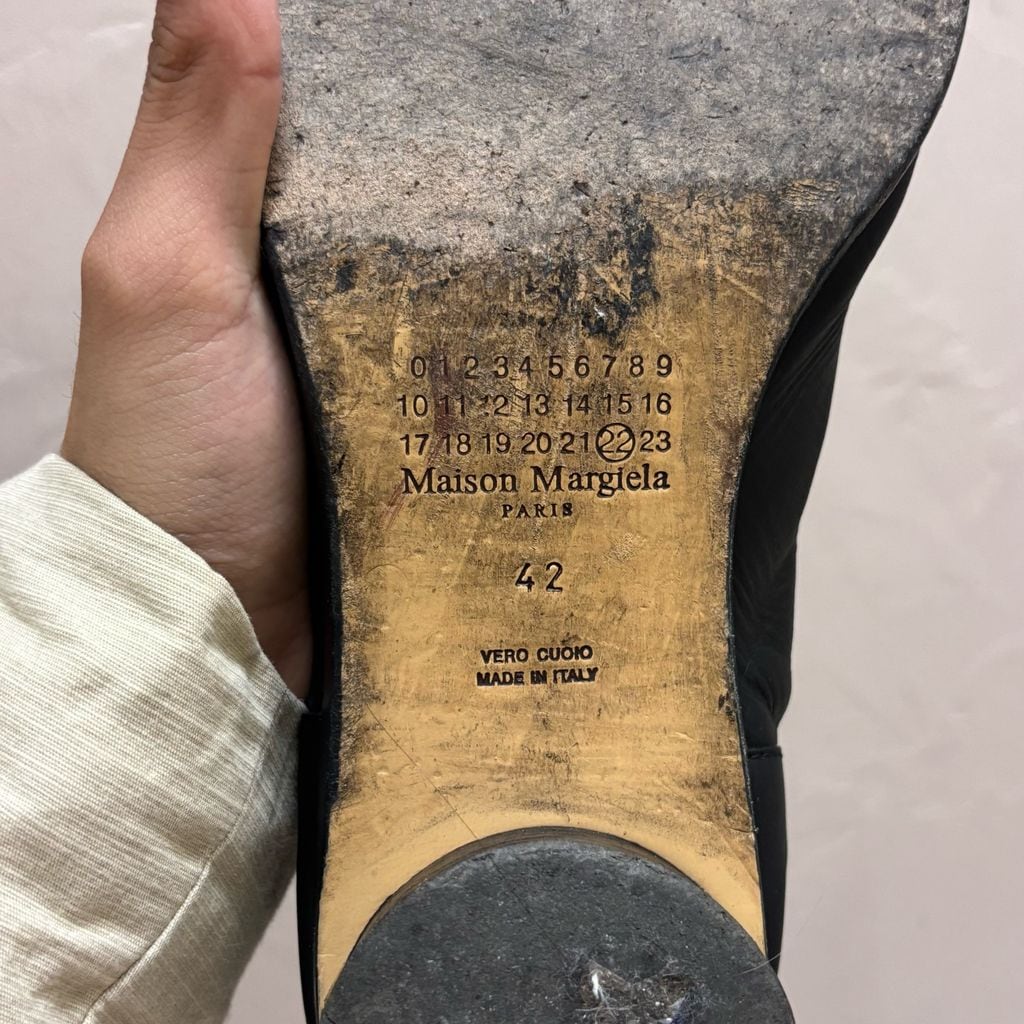 0 1 2 3 4 5 6 7 8 9
10 11 12 13 14 15 16
17 18 19 20 21 22 23
Maison Margiela
PARIS
42
VERO CUOIO
MADE IN ITALY